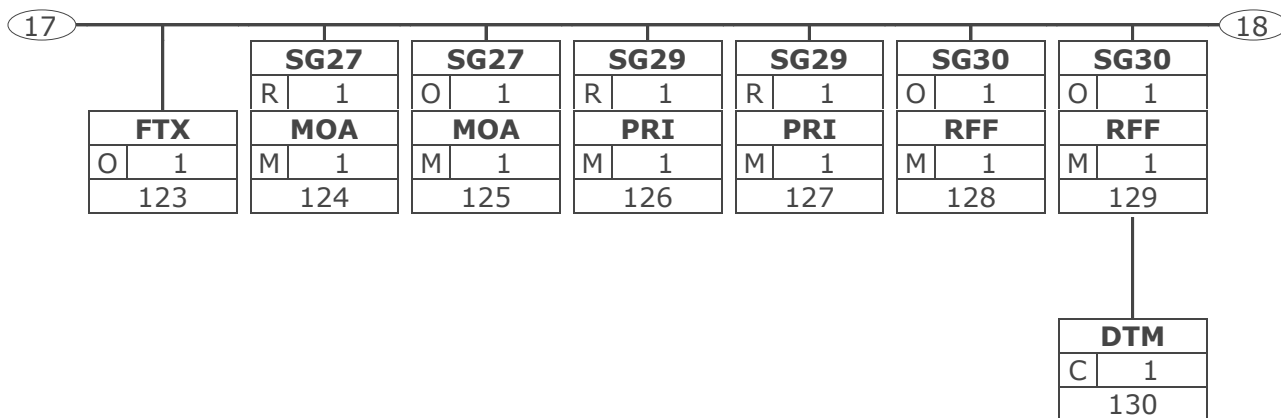 17 18
SG27 SG27 SG29 SG29 SG30 SG30
R 1 O 1 R 1 R 1 O 1 O 1
FTX MOA MOA PRI PRI RFF RFF
O 1 M 1 M 1 M 1 M 1 M 1 M 1
123 124 125 126 127 128 129
DTM
C 1
130